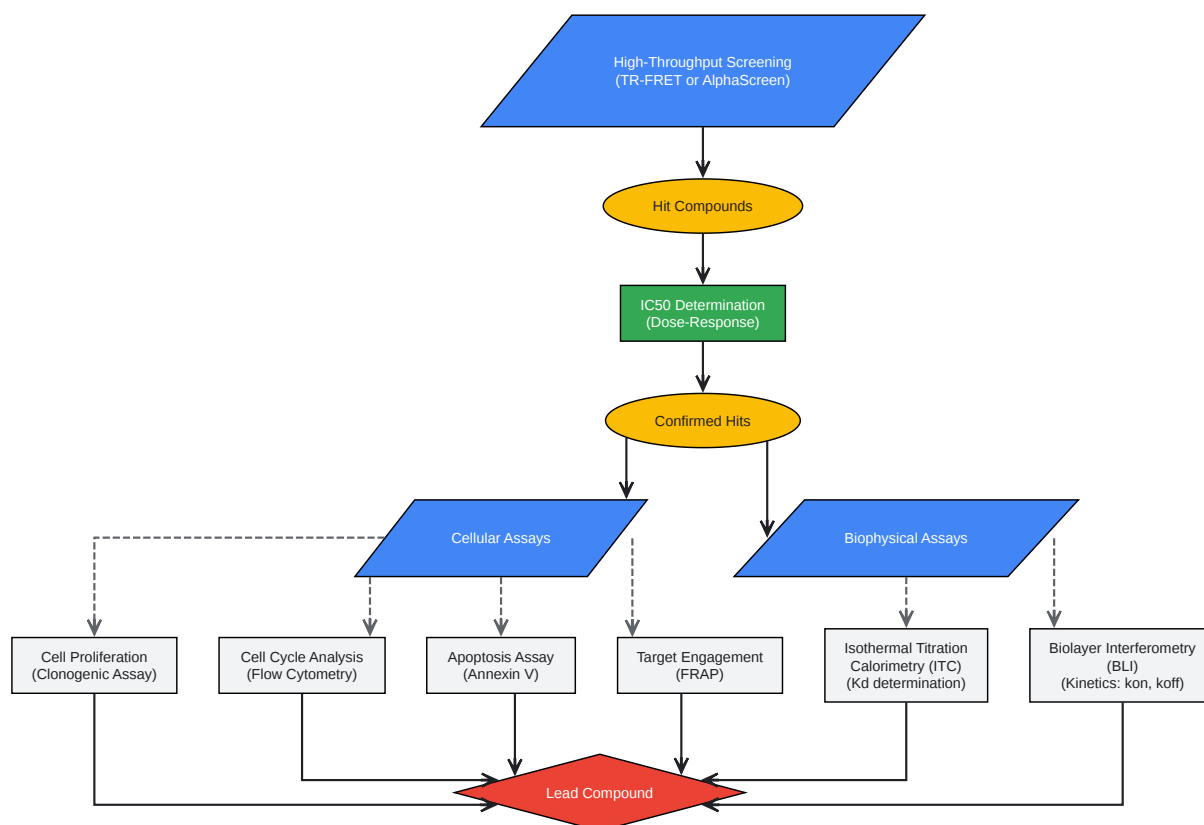 High-Throughput Screening
(TR-FRET or AlphaScreen)
Hit Compounds
IC50 Determination
(Dose-Response)
Confirmed Hits
Cellular Assays
Biophysical Assays
Cell Proliferation
(Clonogenic Assay)
Cell Cycle Analysis
(Flow Cytometry)
Apoptosis Assay
(Annexin V)
Target Engagement
(FRAP)
Isothermal Titration
Calorimetry (ITC)
(Kd determination)
Biolayer Interferometry
(BLI)
(Kinetics: kon, koff)
Lead Compound